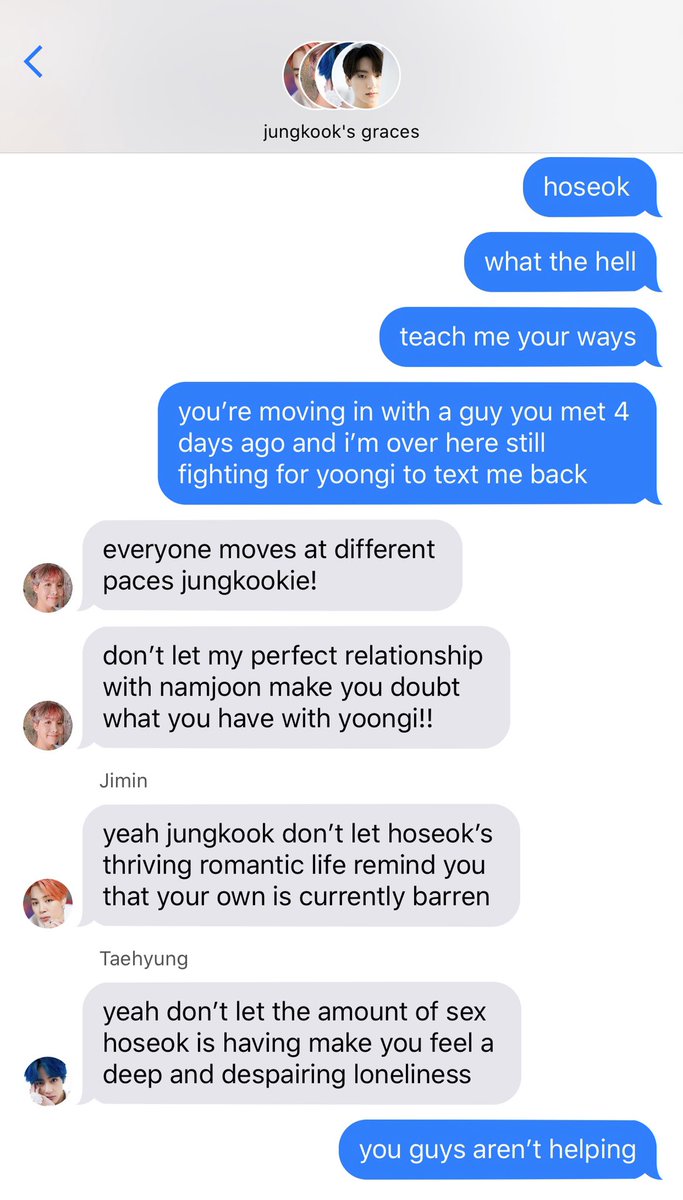 jungkook's graces
hoseok
what the hell
teach me your ways
you’re moving in with a guy you met 4
days ago and i’m over here still
fighting for yoongi to text me back
everyone moves at different
paces jungkookie!
don’t let my perfect relationship
with namjoon make you doubt
what you have with yoongi!!
Jimin
yeah jungkook don’t let hoseok’s
thriving romantic life remind you
that your own is currently barren
Taehyung
yeah don’t let the amount of sex
hoseok is having make you feel a
deep and despairing loneliness
you guys aren’t helping